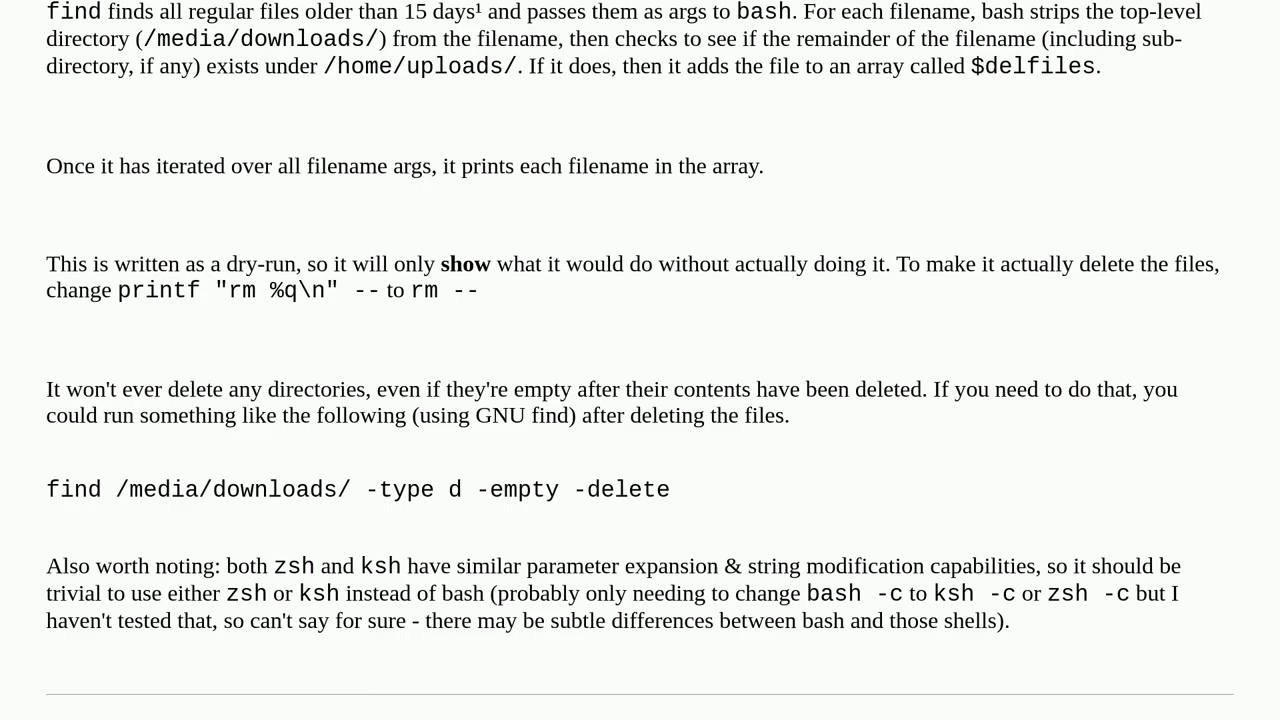 find finds all regular files older than 15 days¹ and passes them as args to bash. For each filename, bash strips the top-level
directory (/media/downloads/) from the filename, then checks to see if the remainder of the filename (including sub-
directory, if any) exists under /home/uploads/. If it does, then it adds the file to an array called $delfiles.
Once it has iterated over all filename args, it prints each filename in the array.
This is written as a dry-run, so it will only show what it would do without actually doing it. To make it actually delete the files,
change printf "rm %q\n" -- to rm --
It won't ever delete any directories, even if they're empty after their contents have been deleted. If you need to do that, you
could run something like the following (using GNU find) after deleting the files.
find /media/downloads/ -type d -empty -delete
Also worth noting: both zsh and ksh have similar parameter expansion & string modification capabilities, so it should be
trivial to use either zsh or ksh instead of bash (probably only needing to change bash -c to ksh -c or zsh -c but I
haven't tested that, so can't say for sure - there may be subtle differences between bash and those shells).